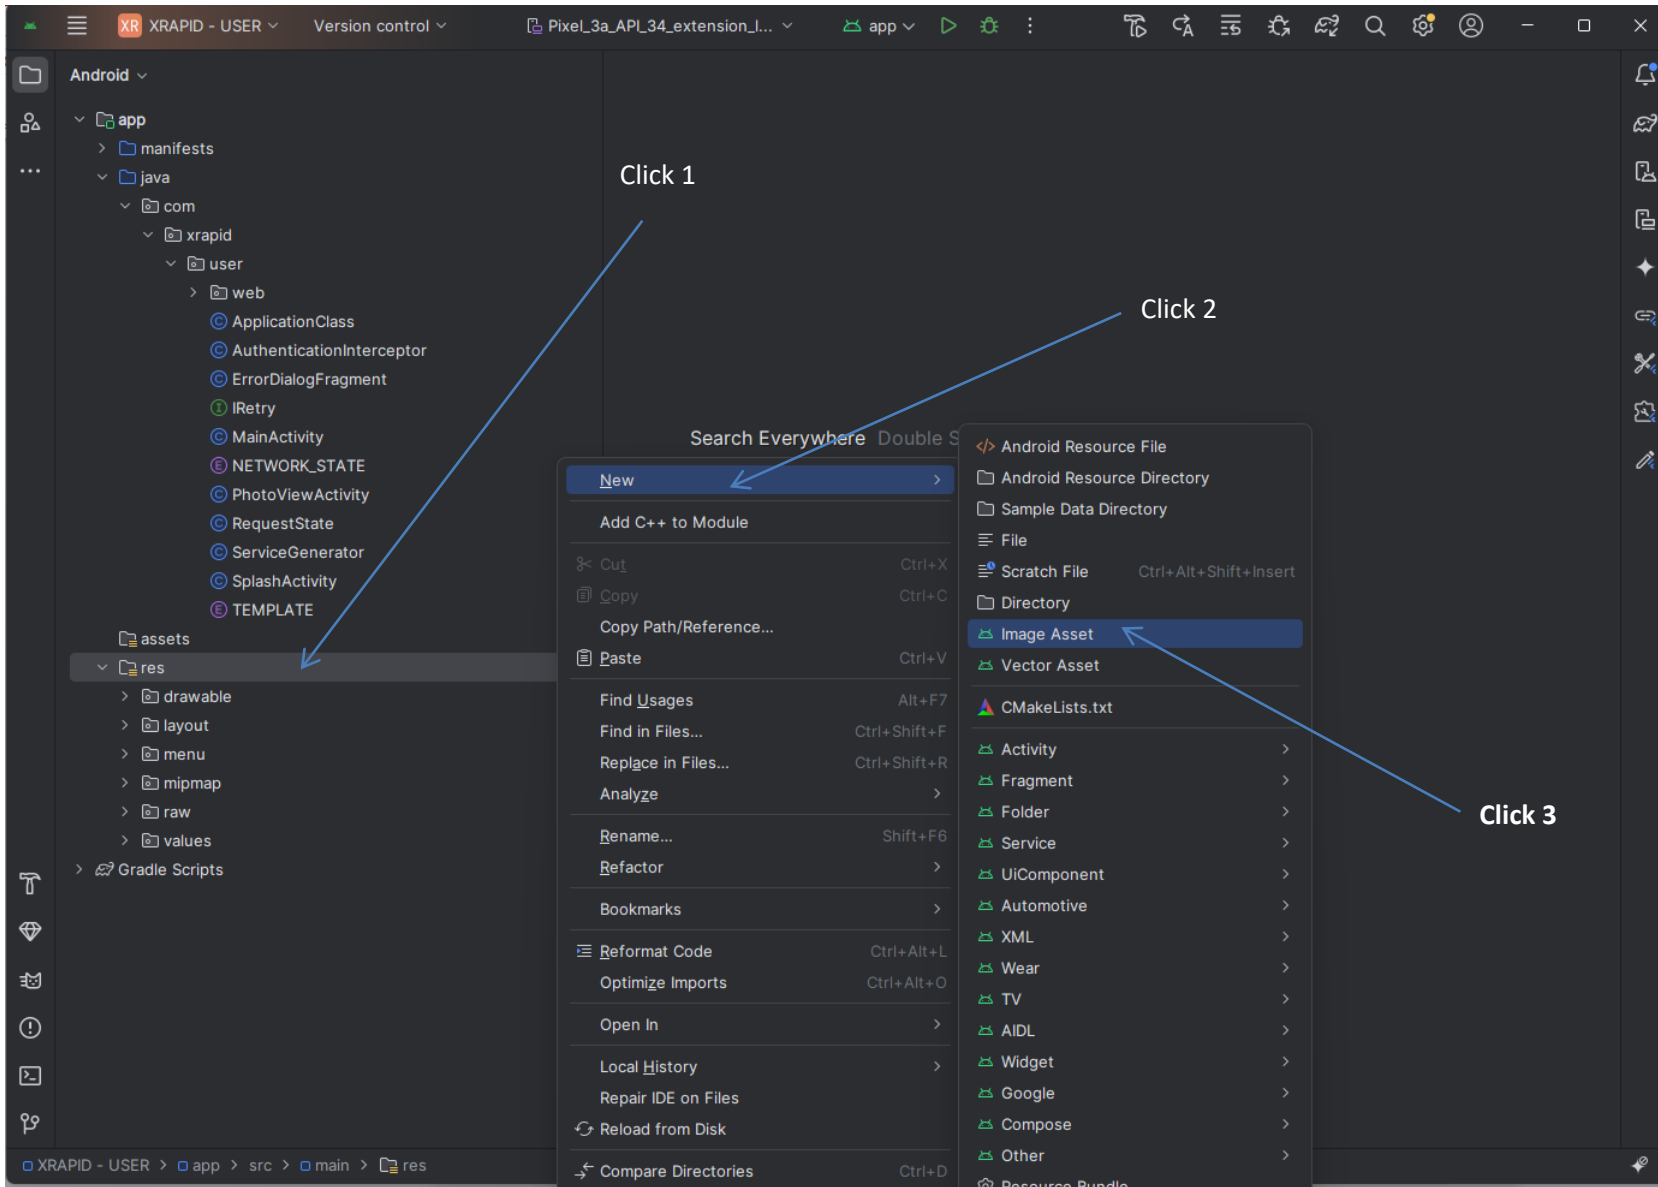 XR XRAPID - USER Version control Pixel_3a_API_34_extension_l... app
Android
app
manifests
java
com
xrapid
user
web
ApplicationClass
AuthenticationInterceptor
ErrorDialogFragment
IRetry
MainActivity
NETWORK_STATE
PhotoViewActivity
RequestState
ServiceGenerator
SplashActivity
TEMPLATE
assets
res
drawable
layout
menu
mipmap
raw
values
Gradle Scripts
Click 1
Click 2
Click 3
Search Everywhere Double S
New
Add C++ to Module
Cut Ctrl+X
Copy Ctrl+C
Copy Path/Reference...
Paste Ctrl+V
Find Usages Alt+F7
Find in Files... Ctrl+Shift+F
Replace in Files... Ctrl+Shift+R
Analyze
Rename... Shift+F6
Refactor
Bookmarks
Reformat Code Ctrl+Alt+L
Optimize Imports Ctrl+Alt+O
Open In
Local History
Repair IDE on Files
Reload from Disk
Compare Directories Ctrl+D
Android Resource File
Android Resource Directory
Sample Data Directory
File
Scratch File Ctrl+Alt+Shift+Insert
Directory
Image Asset
Vector Asset
CMakeLists.txt
Activity
Fragment
Folder
Service
UiComponent
Automotive
XML
Wear
TV
AIDL
Widget
Google
Compose
Other
Resource Bundle
XRAPID - USER > app > src > main > res